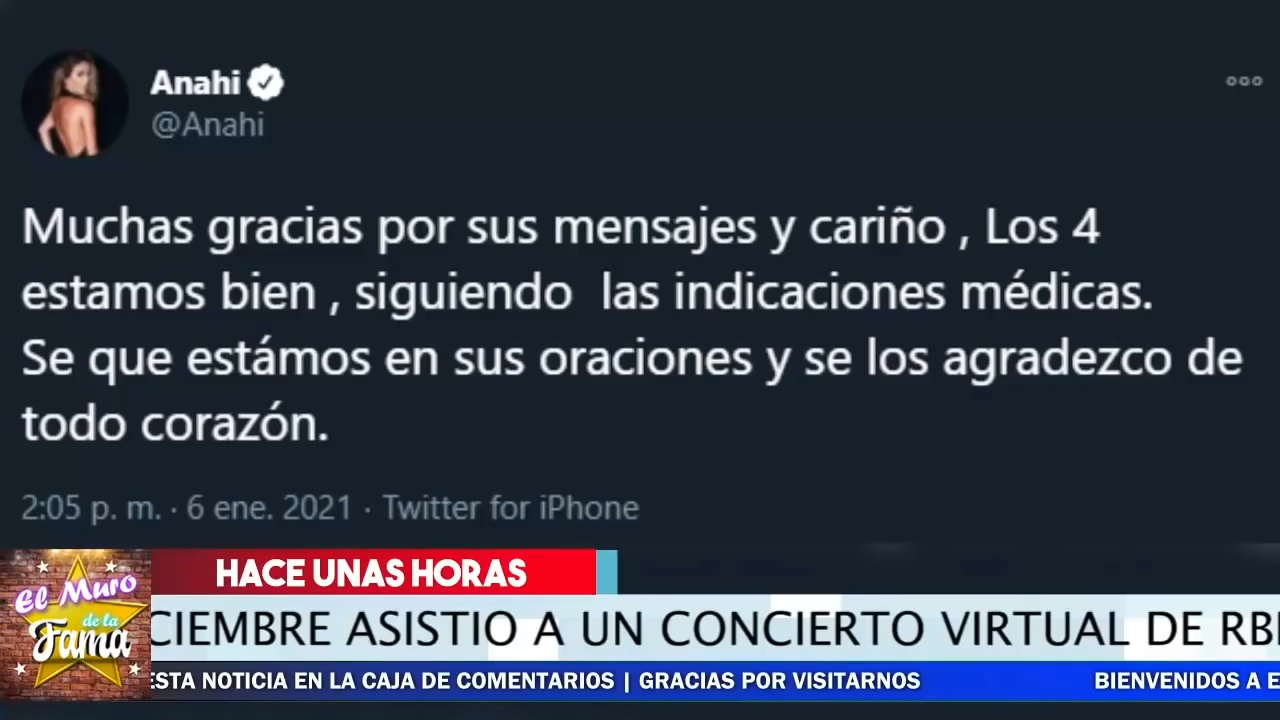 Anahi
@Anahi
Muchas gracias por sus mensajes y cariño , Los 4
estamos bien , siguiendo  las indicaciones médicas.
Se que estámos en sus oraciones y se los agradezco de
todo corazón.
2:05 p. m. · 6 ene. 2021 · Twitter for iPhone
HACE UNAS HORAS
El Muro
de la
Fama
CIEMBRE ASISTIO A UN CONCIERTO VIRTUAL DE RB
ESTA NOTICIA EN LA CAJA DE COMENTARIOS | GRACIAS POR VISITARNOS BIENVENIDOS A E